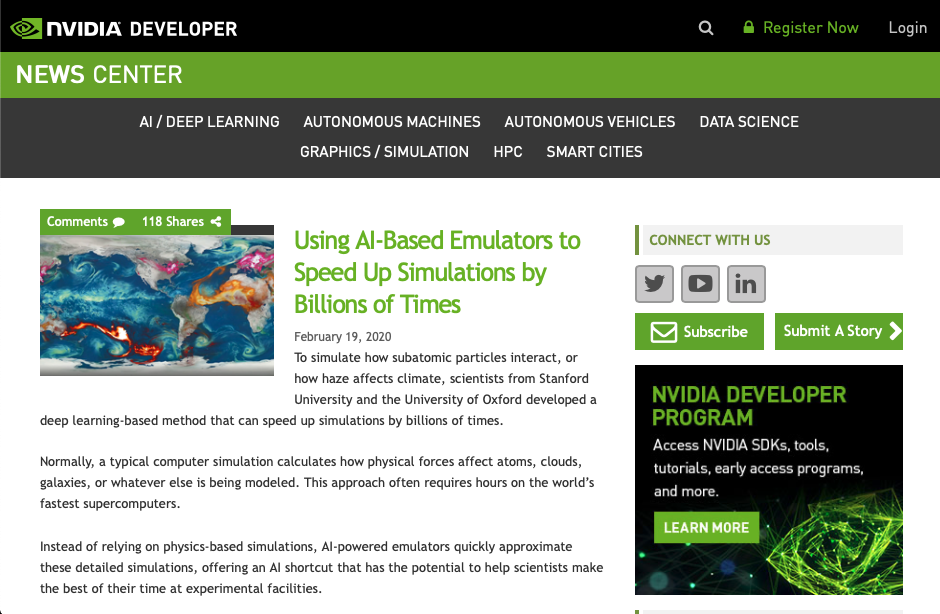 NVIDIA DEVELOPER
Register Now
Login
NEWS CENTER
AI / DEEP LEARNING AUTONOMOUS MACHINES AUTONOMOUS VEHICLES DATA SCIENCE
GRAPHICS / SIMULATION HPC SMART CITIES
Comments 118 Shares
Using AI-Based Emulators to
Speed Up Simulations by
Billions of Times
February 19, 2020
To simulate how subatomic particles interact, or
how haze affects climate, scientists from Stanford
University and the University of Oxford developed a
deep learning-based method that can speed up simulations by billions of times.
Normally, a typical computer simulation calculates how physical forces affect atoms, clouds,
galaxies, or whatever else is being modeled. This approach often requires hours on the world's
fastest supercomputers.
Instead of relying on physics-based simulations, AI-powered emulators quickly approximate
these detailed simulations, offering an AI shortcut that has the potential to help scientists make
the best of their time at experimental facilities.
CONNECT WITH US
in
Subscribe
Submit A Story
NVIDIA DEVELOPER
PROGRAM
Access NVIDIA SDKs, tools,
tutorials, early access programs,
and more.
LEARN MORE